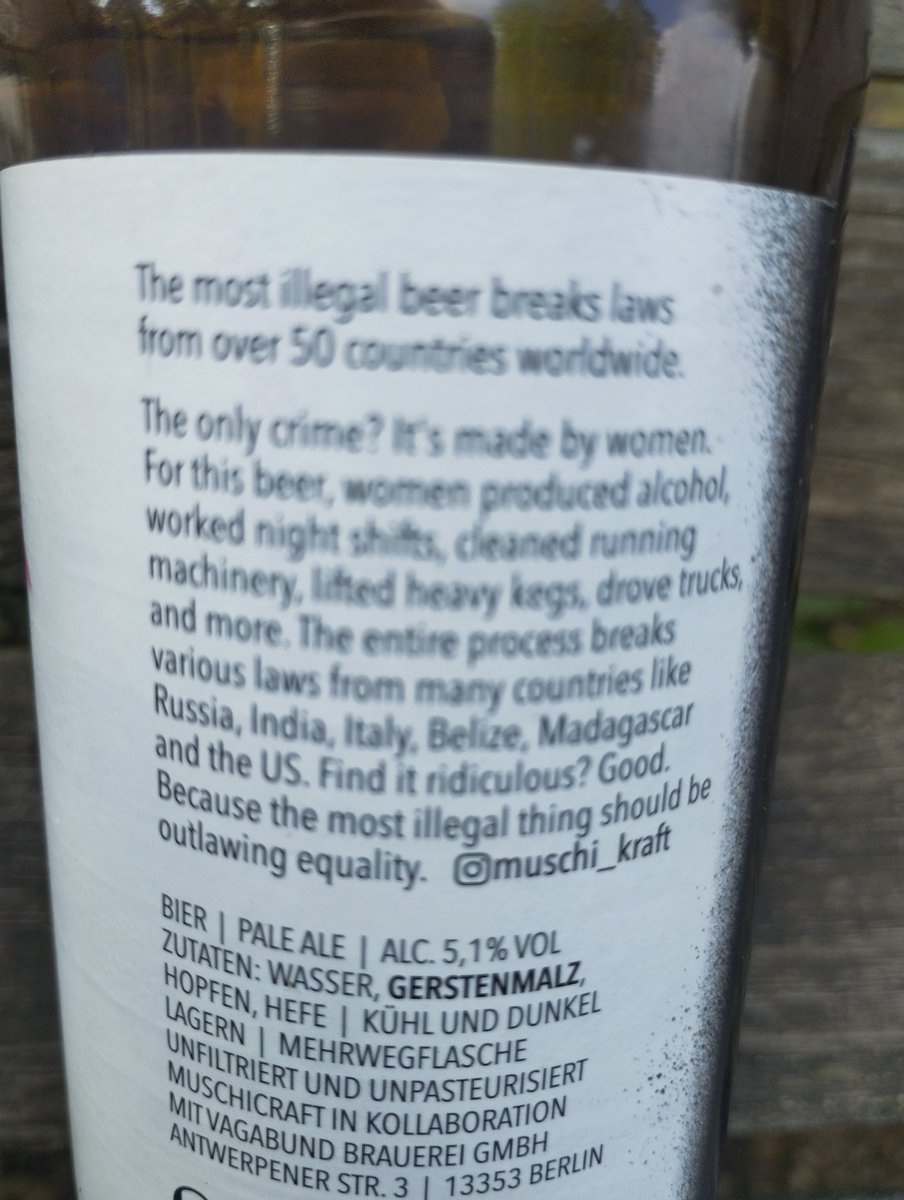 The most illegal beer breaks laws
from over 50 countries worldwide.
The only crime? It's made by women.
For this beer, women produced alcohol,
worked night shifts, cleaned running
machinery, lifted heavy kegs, drove trucks,
and more. The entire process breaks
various laws from many countries like
Russia, India, Italy, Belize, Madagascar
and the US. Find it ridiculous? Good.
Because the most illegal thing should be
outlawing equality. muschi_kraft
BIER | PALE ALE | ALC. 5,1% VOL
ZUTATEN: WASSER, GERSTENMALZ,
HOPFEN, HEFE | KÜHL UND DUNKEL
LAGERN | MEHRWEGFLASCHE
UNFILTRIERT UND UNPASTEURISIERT
MUSCHICRAFT IN KOLLABORATION
MIT VAGABUND BRAUEREI GMBH
ANTWERPENER STR. 3 | 13353 BERLIN